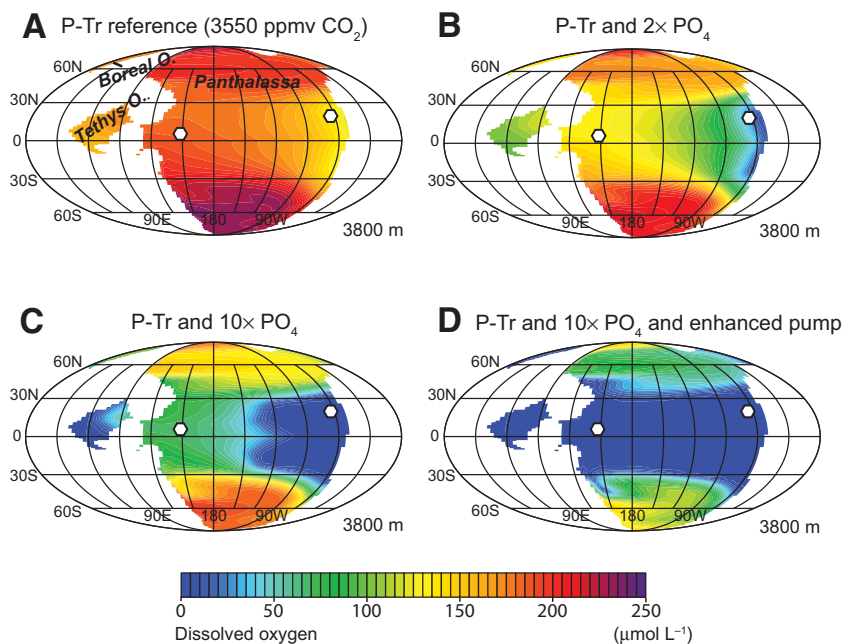 A P-Tr reference (3550 ppmv CO2)
60N
Boreal O.
Panthalassa
30N
Tethys O..
0
30S
60S
90E
180
90W
3800 m
B P-Tr and 2× PO4
60N
30N
0
30S
60S
90E
180
90W
3800 m
C P-Tr and 10× PO4
60N
30N
0
30S
60S
90E
180
90W
3800 m
D P-Tr and 10× PO4 and enhanced pump
60N
30N
0
30S
60S
90E
180
90W
3800 m
0 50 100 150 200 250
Dissolved oxygen (µmol L−1)